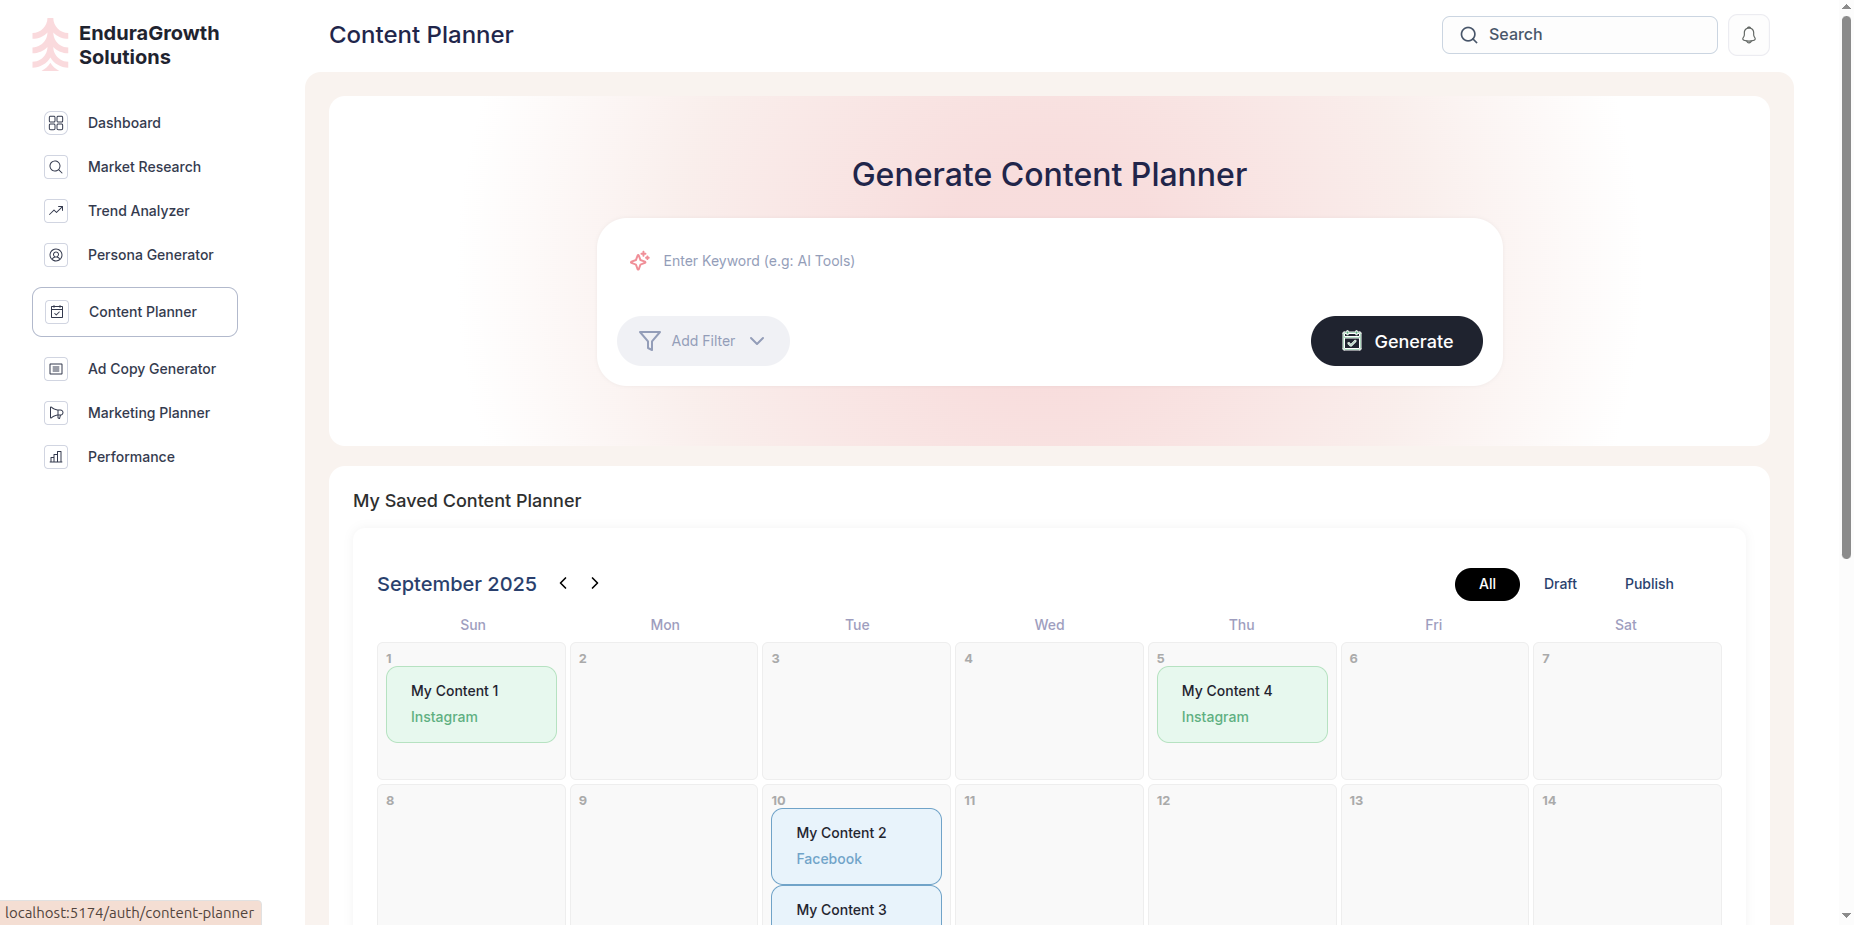 EnduraGrowth
Solutions
Content Planner
Search
Dashboard
Market Research
Trend Analyzer
Persona Generator
Content Planner
Ad Copy Generator
Marketing Planner
Performance
Generate Content Planner
Enter Keyword (e.g: AI Tools)
Add Filter
Generate
My Saved Content Planner
September 2025
All Draft Publish
Sun Mon Tue Wed Thu Fri Sat
1 2 3 4 5 6 7
My Content 1 My Content 4
Instagram Instagram
8 9 10 11 12 13 14
My Content 2
Facebook
My Content 3
localhost:5174/auth/content-planner